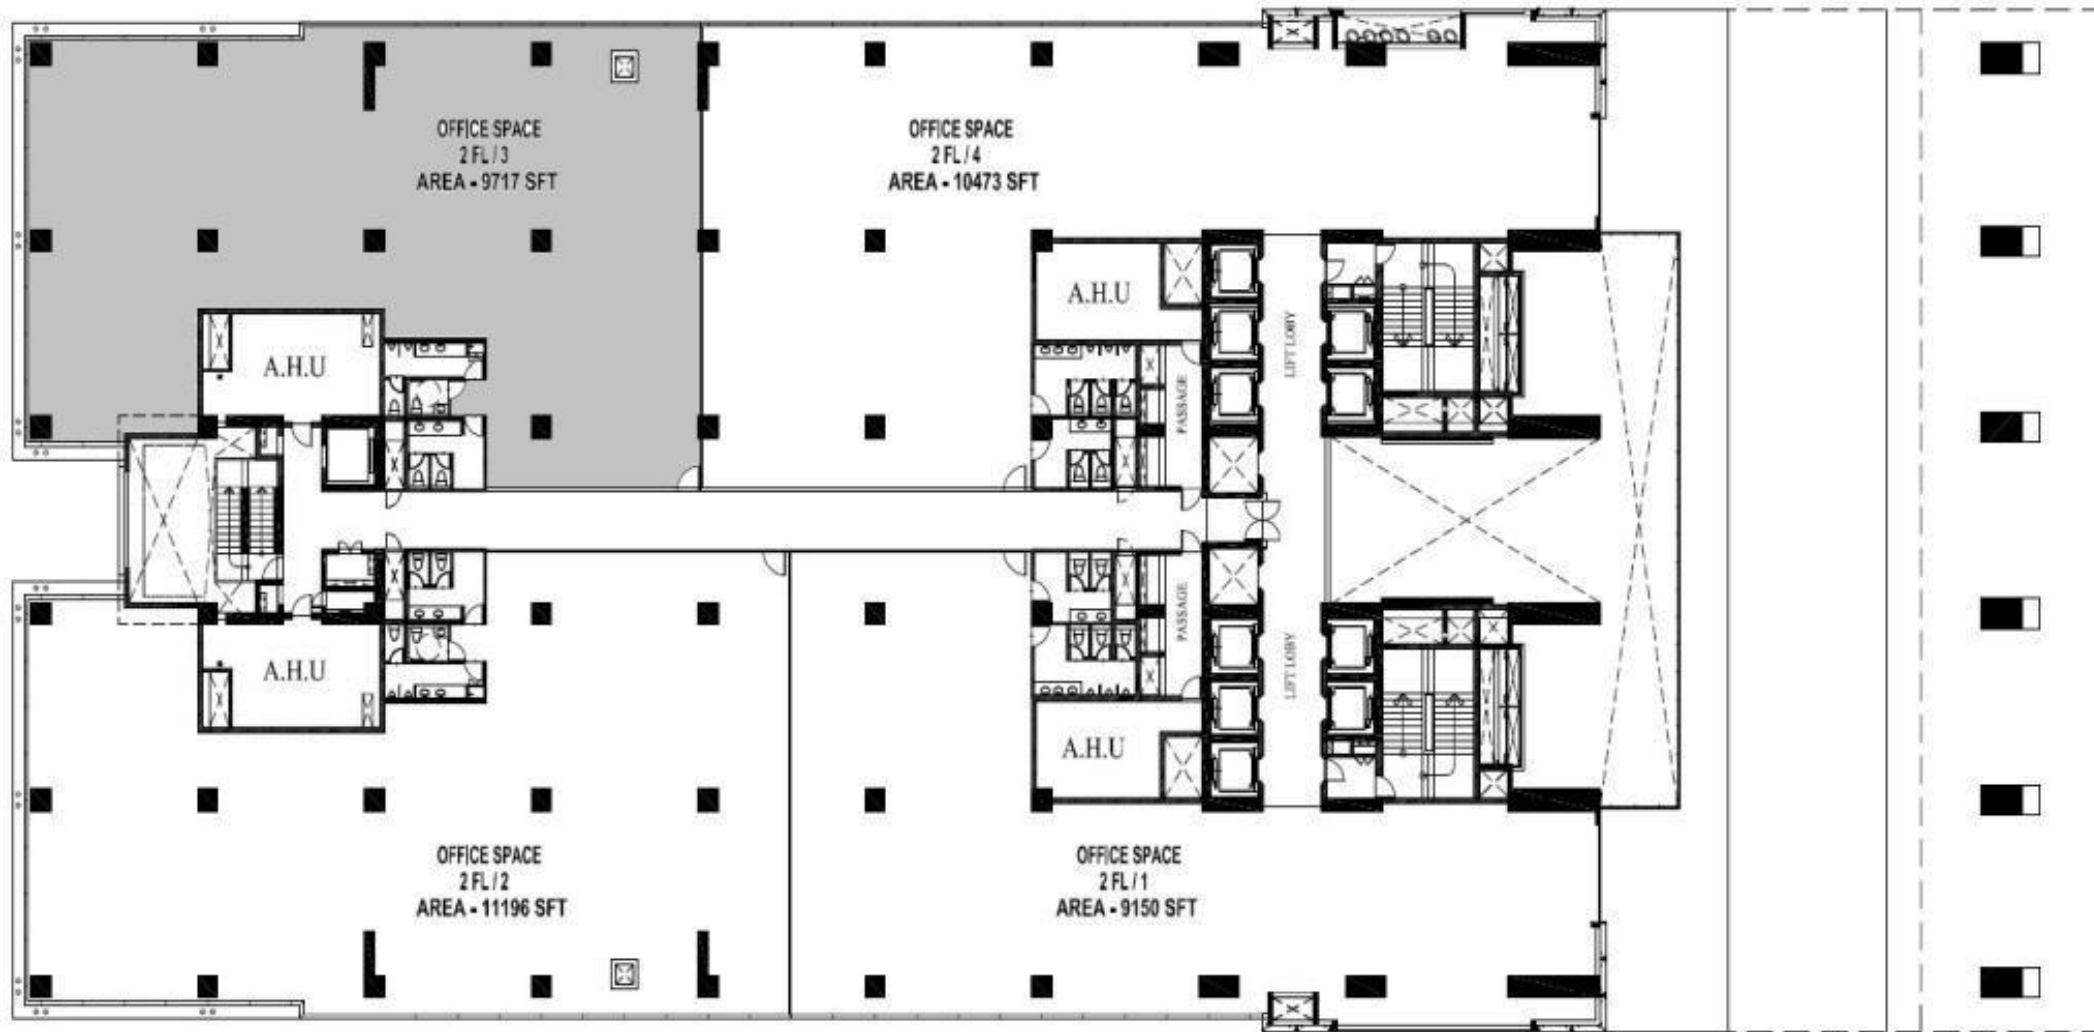 OFFICE SPACE
2 FL / 3
AREA - 9717 SFT
OFFICE SPACE
2 FL / 4
AREA - 10473 SFT
A.H.U
LIFT LOBY
A.H.U
PASSAGE
PASSAGE
LIFT LOBY
A.H.U
A.H.U
OFFICE SPACE
2 FL / 2
AREA - 11196 SFT
OFFICE SPACE
2 FL / 1
AREA - 9150 SFT